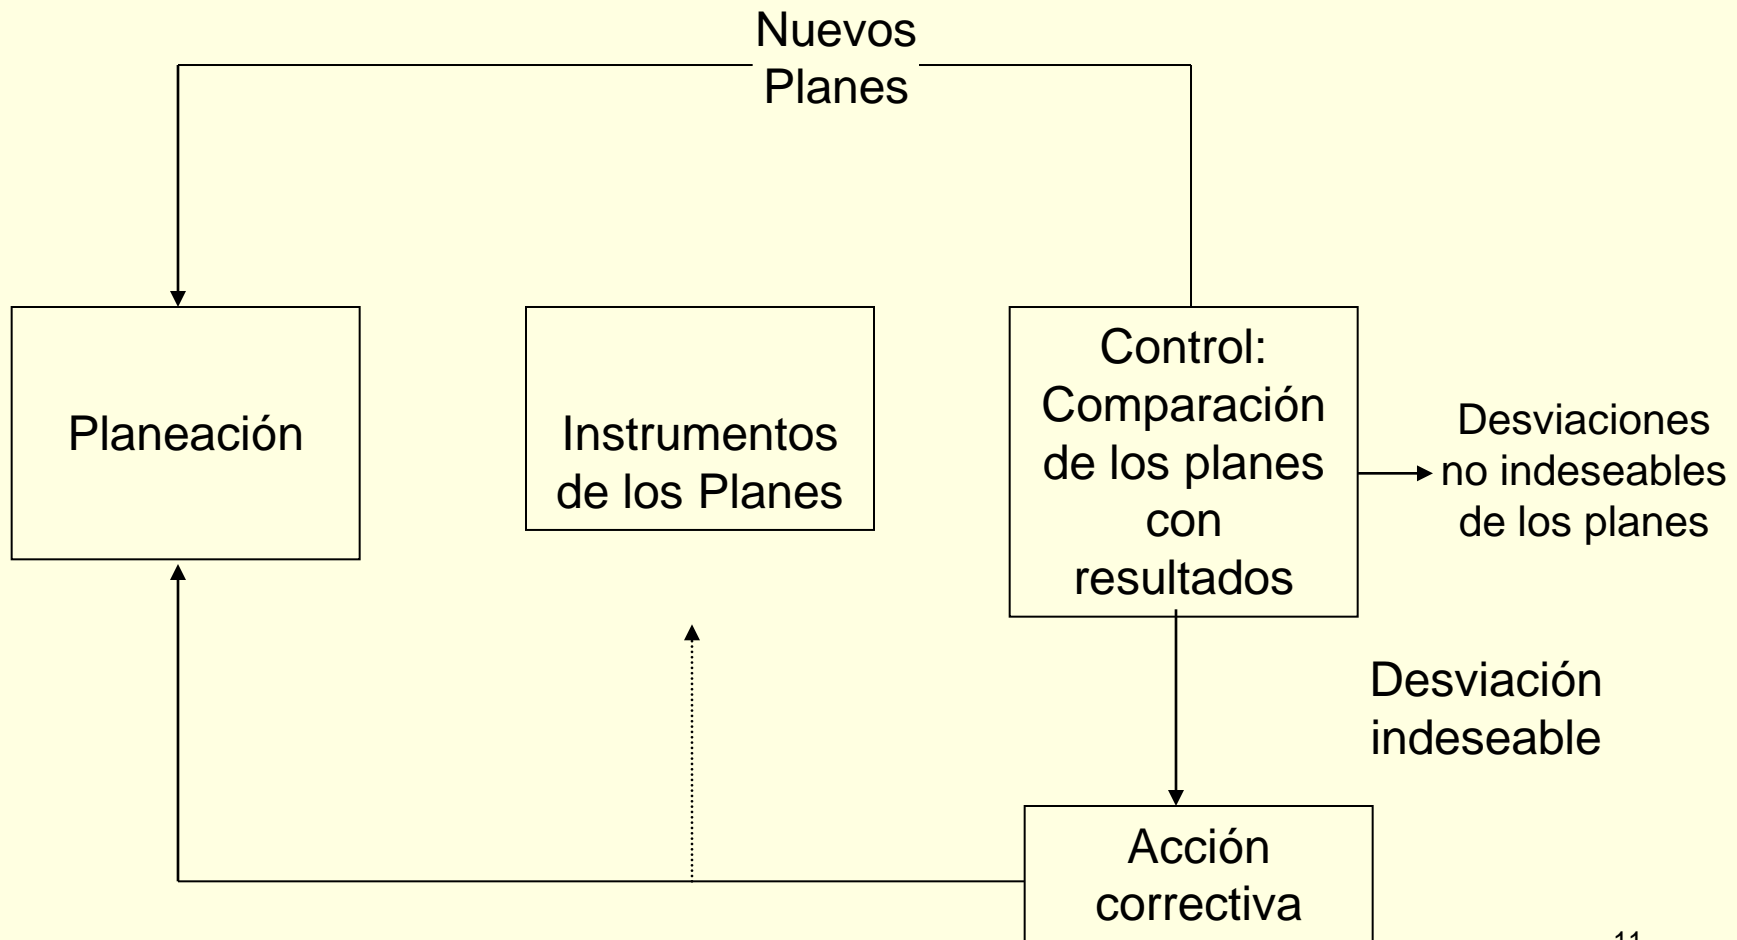 Nuevos
Planes
Planeación
Instrumentos
de los Planes
Control:
Comparación
de los planes
con
resultados
Desviaciones
no indeseables
de los planes
Desviación
indeseable
Acción
correctiva
11